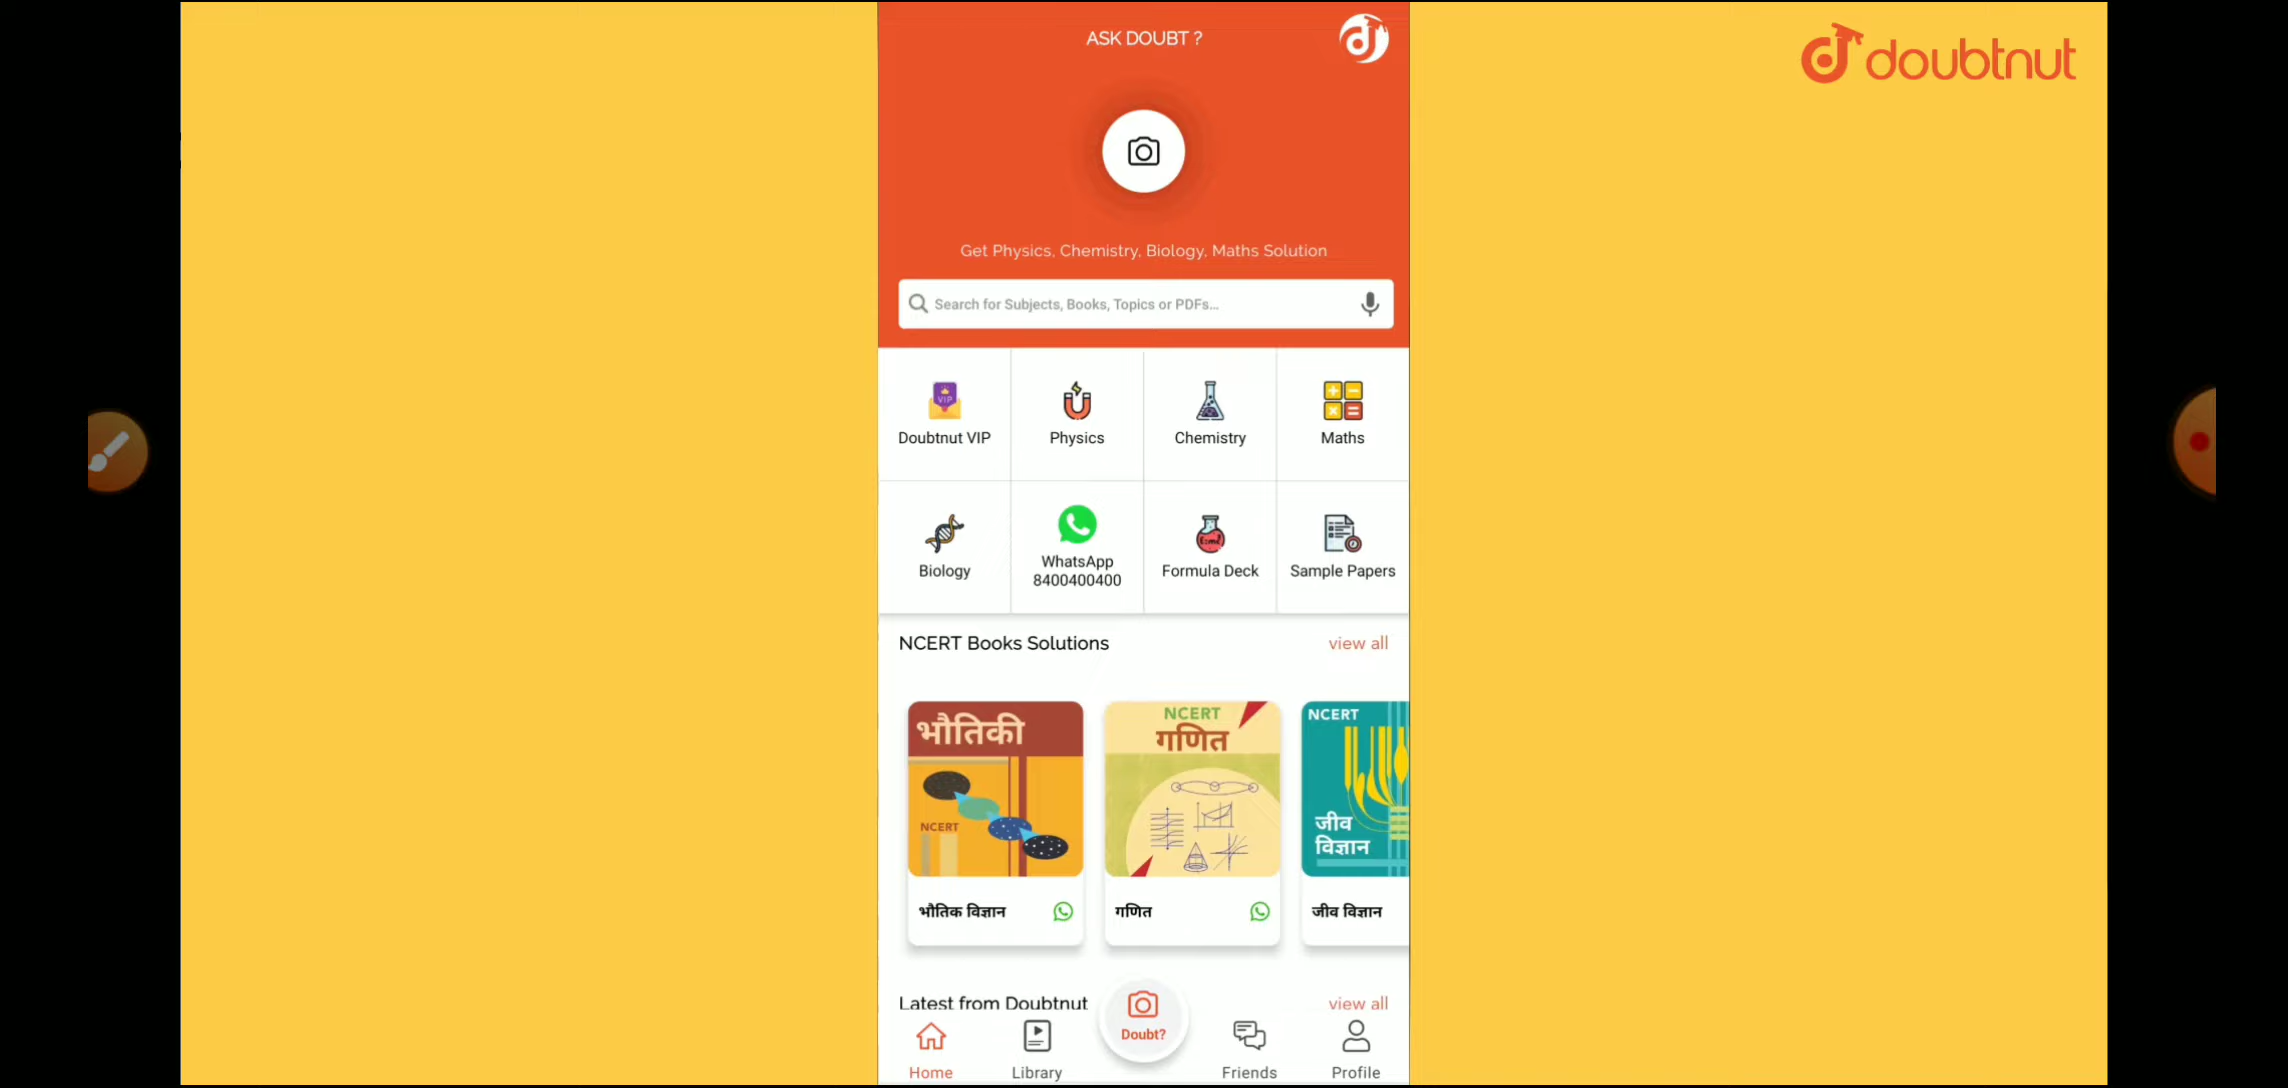 ASK DOUBT ?
doubtnut
Get Physics, Chemistry, Biology, Maths Solution
Search for Subjects, Books, Topics or PDFs...
VIP
Doubtnut VIP
Physics
Chemistry
Maths
Biology
WhatsApp
8400400400
Formula Deck
Sample Papers
NCERT Books Solutions
view all
भौतिकी
NCERT
NCERT
गणित
NCERT
जीव
विज्ञान
भौतिक विज्ञान
गणित
जीव विज्ञान
Latest from Doubtnut
view all
Doubt?
Home
Library
Friends
Profile